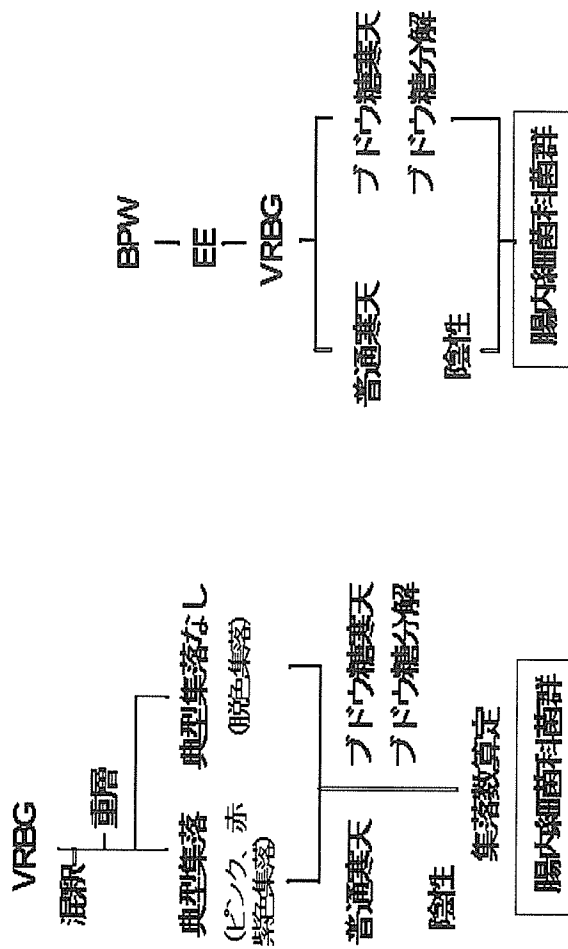 VRBG
混釈
重層
典型集落
(ピンク、赤
紫色集落)
典型集落なし
(脱色集落)
普通寒天
ブドウ糖寒天
ブドウ糖分解
陰性
集落数算定
腸内細菌科菌群
BPW
EE
VRBG
普通寒天
ブドウ糖寒天
ブドウ糖分解
陰性
腸内細菌科菌群